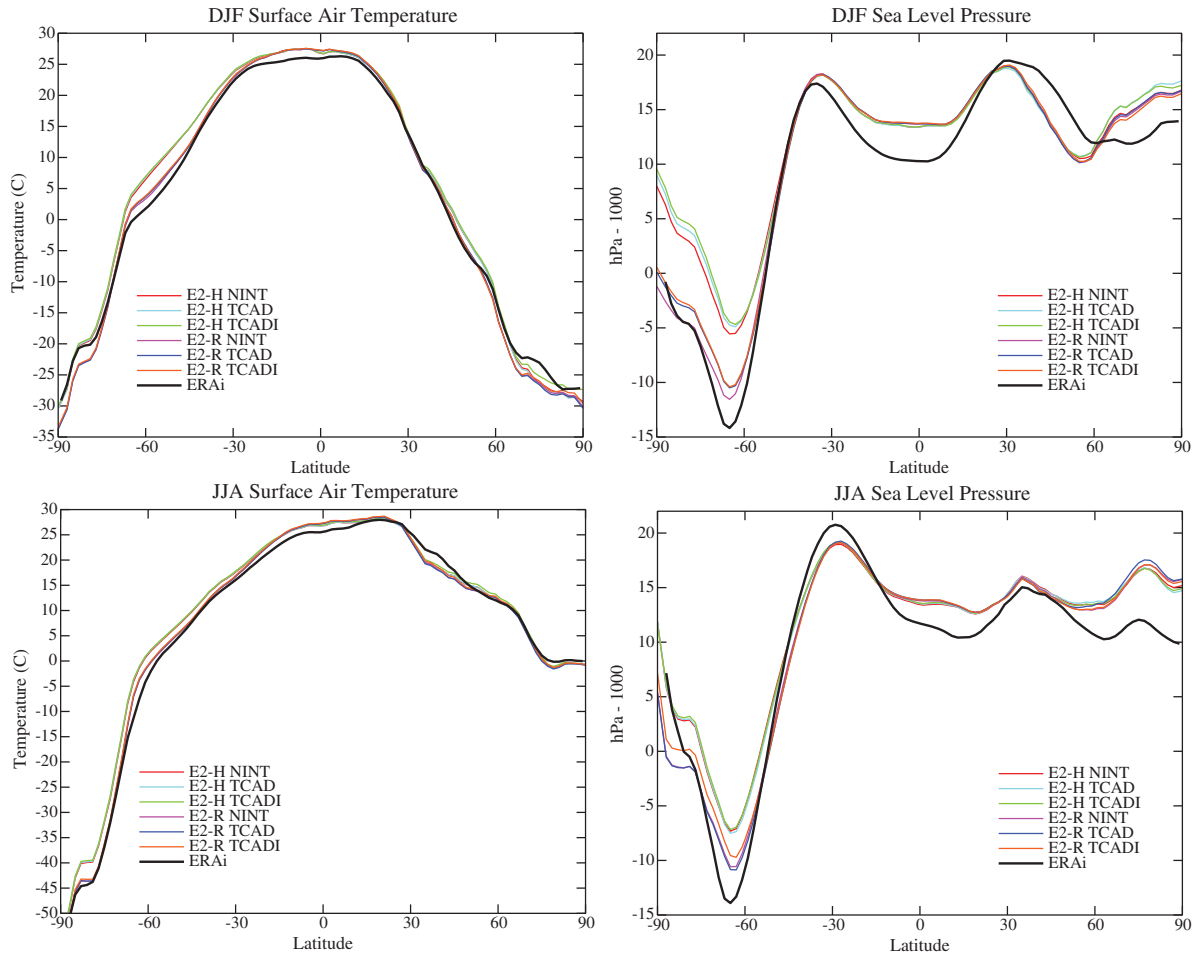 DJF Surface Air Temperature
30
25
20
15
10
5
0
-5
-10
-15
-20
-25
-30
-35
Temperature (C)
E2-H NINT
E2-H TCAD
E2-H TCADI
E2-R NINT
E2-R TCAD
E2-R TCADI
ERAi
-90 -60 -30 0 30 60 90
Latitude
DJF Sea Level Pressure
20
15
10
5
0
-5
-10
-15
hPa - 1000
E2-H NINT
E2-H TCAD
E2-H TCADI
E2-R NINT
E2-R TCAD
E2-R TCADI
ERAi
-90 -60 -30 0 30 60 90
Latitude
JJA Surface Air Temperature
30
25
20
15
10
5
0
-5
-10
-15
-20
-25
-30
-35
-40
-45
-50
Temperature (C)
E2-H NINT
E2-H TCAD
E2-H TCADI
E2-R NINT
E2-R TCAD
E2-R TCADI
ERAi
-90 -60 -30 0 30 60 90
Latitude
JJA Sea Level Pressure
20
15
10
5
0
-5
-10
-15
hPa - 1000
E2-H NINT
E2-H TCAD
E2-H TCADI
E2-R NINT
E2-R TCAD
E2-R TCADI
ERAi
-90 -60 -30 0 30 60 90
Latitude